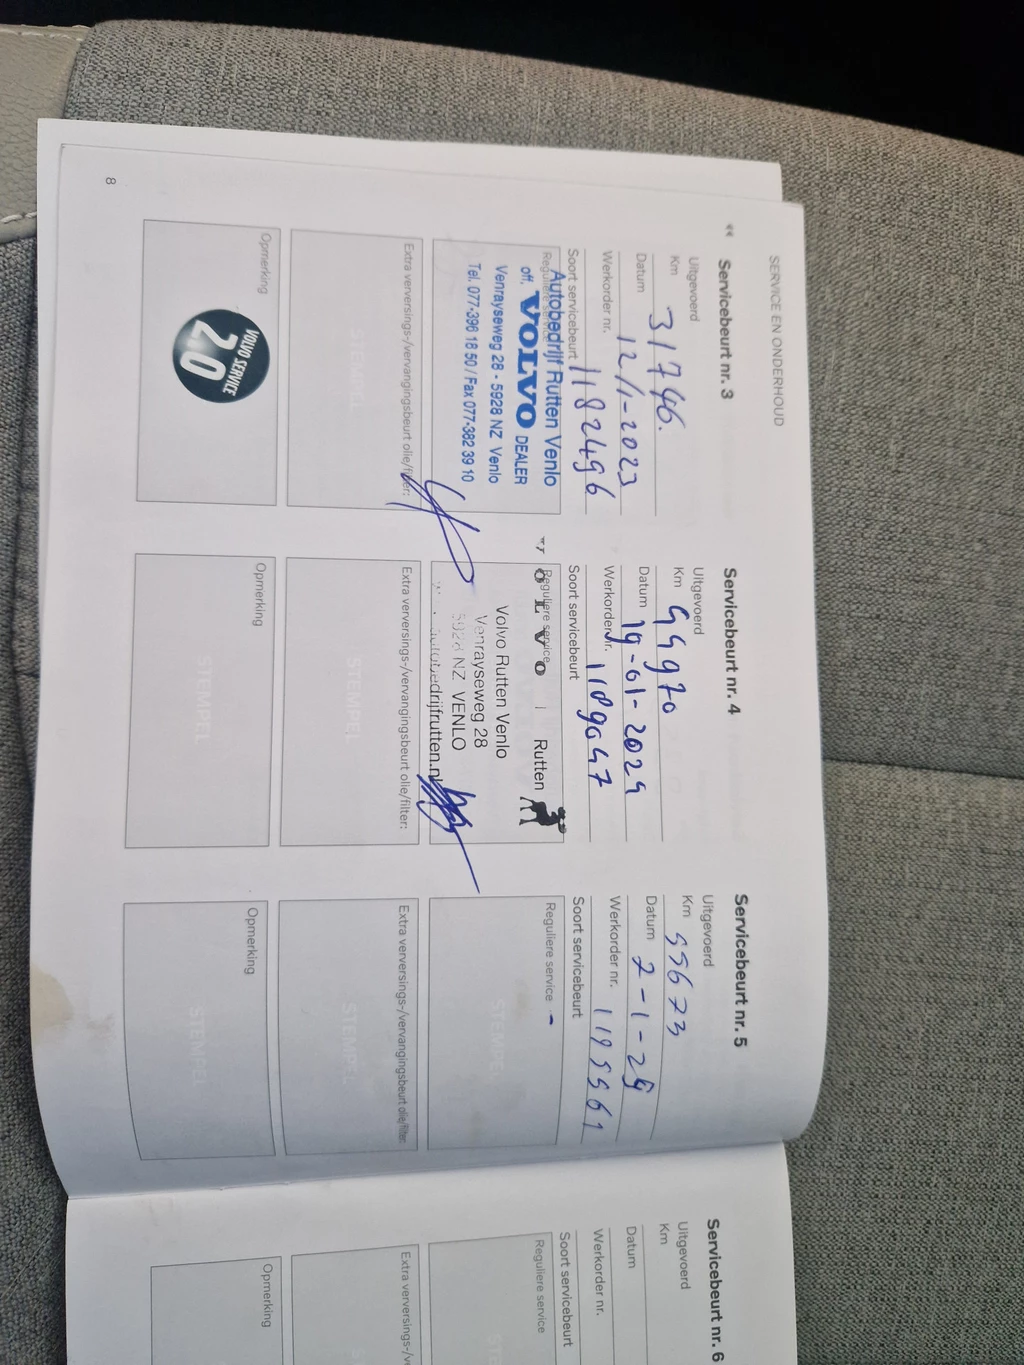 SERVICE EN ONDERHOUD
◂◂
Servicebeurt nr. 3
Uitgevoerd
Km 31746.
Datum 12/1-2023
Werkorder nr. 1182496
Soort servicebeurt
Reguliere service
Autobedrijf Rutten Venlo
off. VOLVO DEALER
Venrayseweg 28 - 5928 NZ Venlo
Tel. 077-396 18 50 / Fax 077-382 39 10
Extra verversings-/vervangingsbeurt olie/filter:
STEMPEL
Opmerking
VOLVO SERVICE
2.0
Servicebeurt nr. 4
Uitgevoerd
Km 44970
Datum 19-01-2024
Werkorder nr. 1189047
Soort servicebeurt
Reguliere service
VOLVO | Rutten
Volvo Rutten Venlo
Venrayseweg 28
5928 NZ VENLO
autobedrijfrutten.nl
Extra verversings-/vervangingsbeurt olie/filter:
STEMPEL
Opmerking
STEMPEL
Servicebeurt nr. 5
Uitgevoerd
Km 55673
Datum 7-1-25
Werkorder nr. 1195561
Soort servicebeurt
Reguliere service -
STEMPEL
Extra verversings-/vervangingsbeurt olie/filter:
STEMPEL
Opmerking
STEMPEL
8
Servicebeurt nr. 6
Uitgevoerd
Km
Datum
Werkorder nr.
Soort servicebeurt
Reguliere service
STEM
Extra verversings-/v
Opmerking